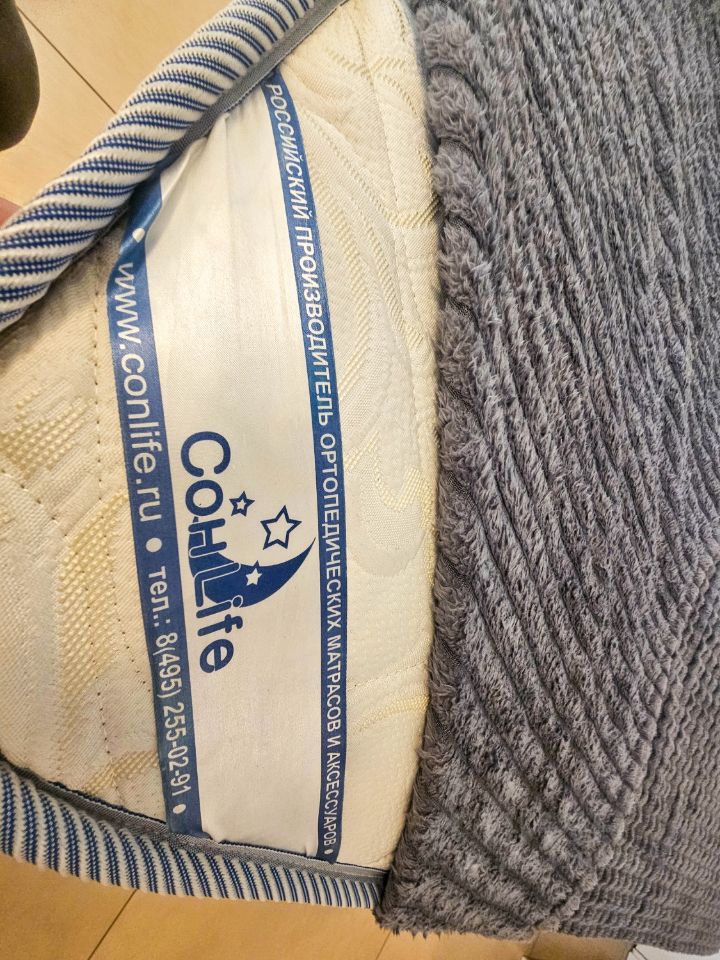 РОССИЙСКИЙ ПРОИЗВОДИТЕЛЬ ОРТОПЕДИЧЕСКИХ МАТРАСОВ И АКСЕССУАРОВ •
СонLife
• www.conlife.ru • тел.: 8(495) 255-02-91 •